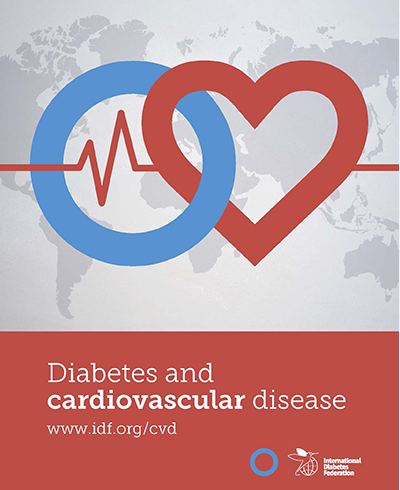 Diabetes and
cardiovascular disease
www.idf.org/cvd
International
Diabetes
Federation